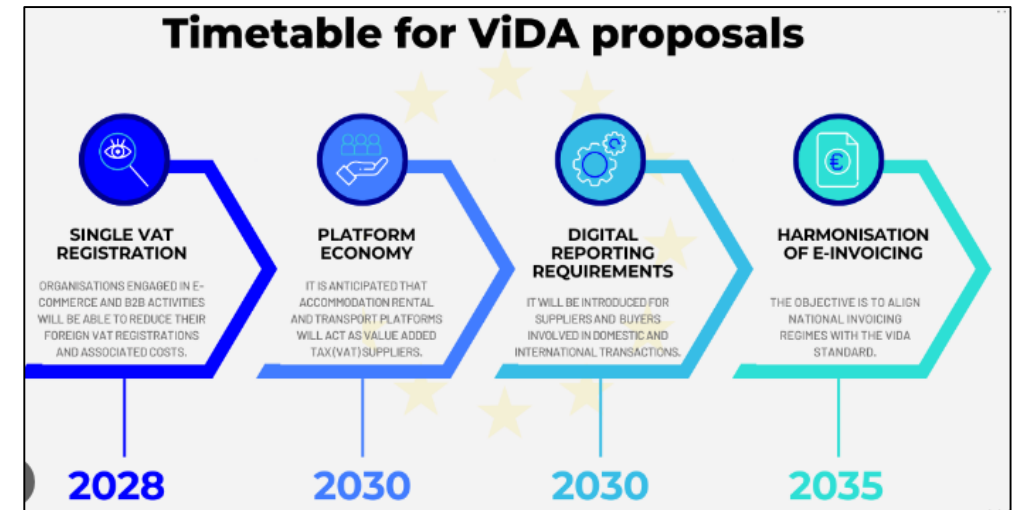 Timetable for ViDA proposals
SINGLE VAT
REGISTRATION
ORGANISATIONS ENGAGED IN E-
COMMERCE AND B2B ACTIVITIES
WILL BE ABLE TO REDUCE THEIR
FOREIGN VAT REGISTRATIONS
AND ASSOCIATED COSTS.
2028
PLATFORM
ECONOMY
IT IS ANTICIPATED THAT
ACCOMMODATION RENTAL
AND TRANSPORT PLATFORMS
WILL ACT AS VALUE ADDED
TAX(VAT) SUPPLIERS.
2030
DIGITAL
REPORTING
REQUIREMENTS
IT WILL BE INTRODUCED FOR
SUPPLIERS AND BUYERS
INVOLVED IN DOMESTIC AND
INTERNATIONAL TRANSACTIONS.
2030
€
HARMONISATION
OF E-INVOICING
THE OBJECTIVE IS TO ALIGN
NATIONAL INVOICING
REGIMES WITH THE VIDA
STANDARD.
2035